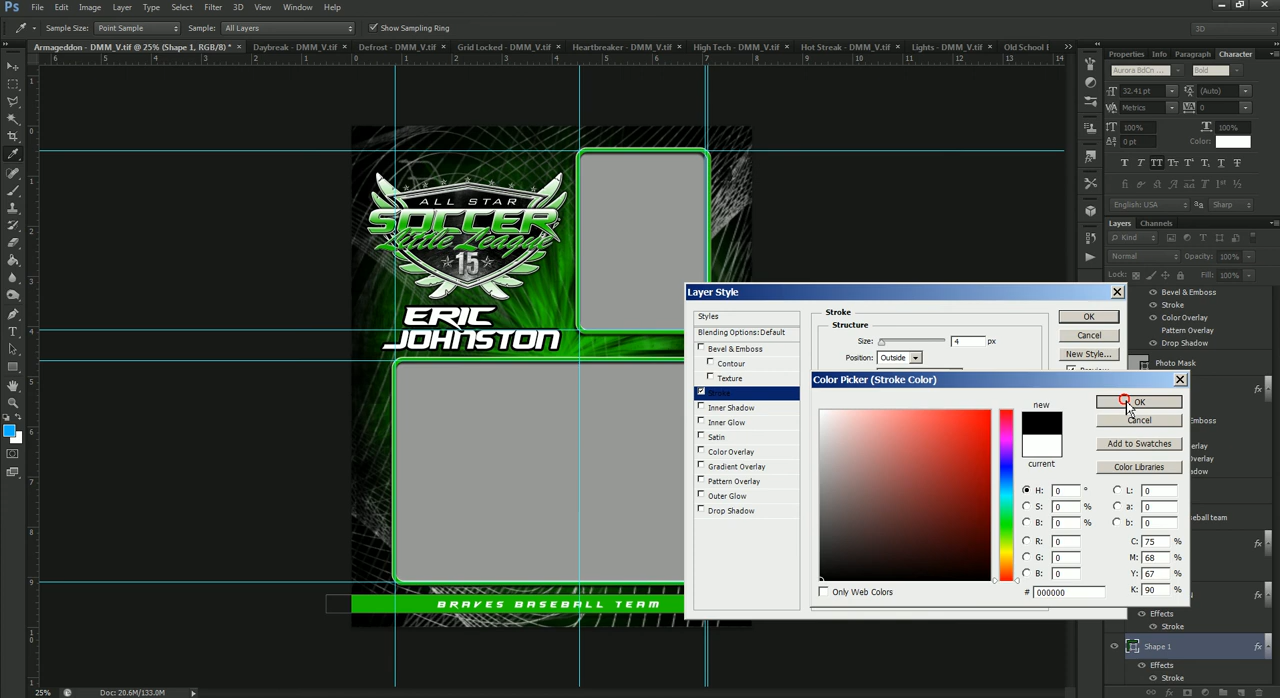 Ps File Edit Image Layer Type Select Filter 3D View Window Help
Sample Size: Point Sample Sample: All Layers Show Sampling Ring 3D
Armaggedon - DMM_V.tif @ 25% (Shape 1, RGB/8) * × Daybreak - DMM_V.tif × Defrost - DMM_V.tif × Grid Locked - DMM_V.tif × Heartbreaker - DMM_V.tif × High Tech - DMM_V.tif × Hot Streak - DMM_V.tif × Lights - DMM_V.tif × Old School
Properties Info Paragraph Character
Aurora BdCn ... Bold
32.41 pt (Auto)
Metrics 0
100% 100%
0 pt Color:
English: USA Sharp
Layers Channels
Kind
Normal Opacity: 100%
Lock: Fill: 100%
Bevel & Emboss
Stroke
Color Overlay
Pattern Overlay
Drop Shadow
Photo Mask
Effects
Stroke
Shape 1
Effects
Stroke
ALL STAR
SOCCER
Little League
15
ERIC
JOHNSTON
BRAVES BASEBALL TEAM
Layer Style
Styles
Blending Options: Default
Bevel & Emboss
Contour
Texture
Stroke
Inner Shadow
Inner Glow
Satin
Color Overlay
Gradient Overlay
Pattern Overlay
Outer Glow
Drop Shadow
Stroke
Structure
Size: 4 px
Position: Outside
OK
Cancel
New Style...
Preview
Color Picker (Stroke Color)
new
current
OK
Cancel
Add to Swatches
Color Libraries
H: 0 °
S: 0 %
B: 0 %
R: 0
G: 0
B: 0
L: 0
a: 0
b: 0
C: 75 %
M: 68 %
Y: 67 %
K: 90 %
# 000000
Only Web Colors
25% Doc: 20.6M/133.0M